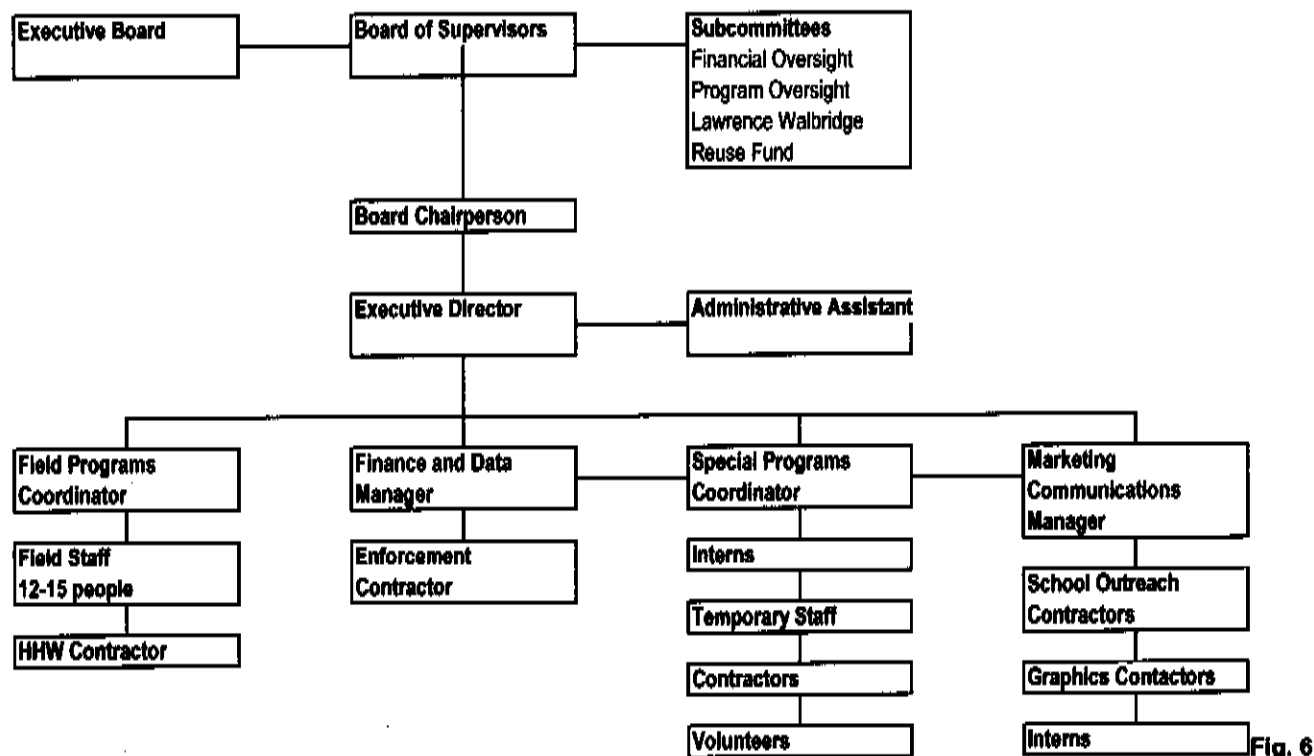 Executive Board
Board of Supervisors
Subcommittees
Financial Oversight
Program Oversight
Lawrence Walbridge
Reuse Fund
Board Chairperson
Executive Director
Administrative Assistant
Field Programs
Coordinator
Finance and Data
Manager
Special Programs
Coordinator
Marketing
Communications
Manager
Field Staff
12-15 people
HHW Contractor
Enforcement
Contractor
Interns
Temporary Staff
Contractors
Volunteers
School Outreach
Contractors
Graphics Contactors
Interns
Fig. 6